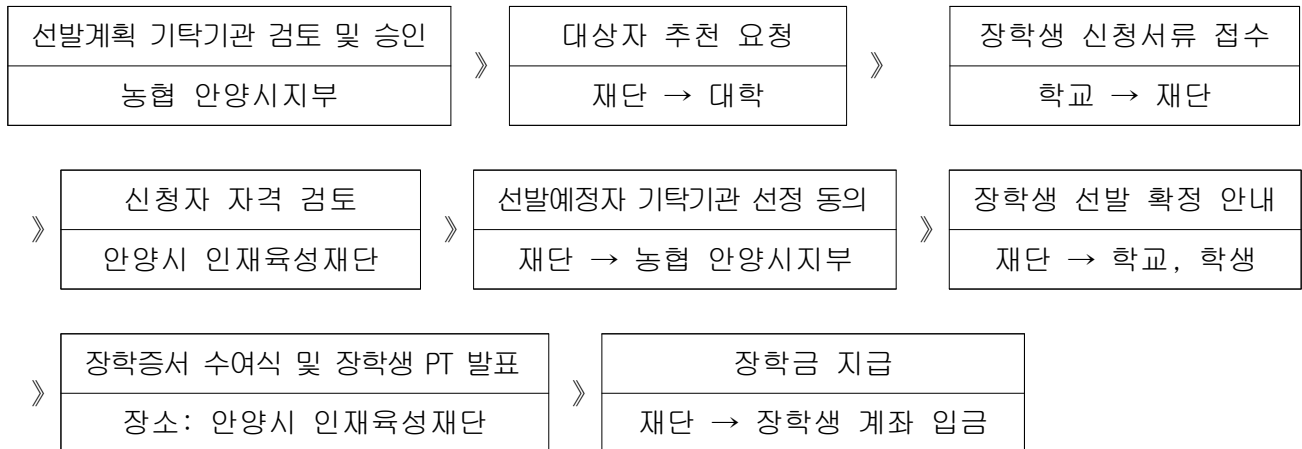 선발계획 기탁기관 검토 및 승인 》 대상자 추천 요청 》 장학생 신청서류 접수
농협 안양시지부 재단 → 대학 학교 → 재단
》 신청자 자격 검토 》 선발예정자 기탁기관 선정 동의 》 장학생 선발 확정 안내
안양시 인재육성재단 재단 → 농협 안양시지부 재단 → 학교, 학생
》 장학증서 수여식 및 장학생 PT 발표 》 장학금 지급
장소: 안양시 인재육성재단 재단 → 장학생 계좌 입금